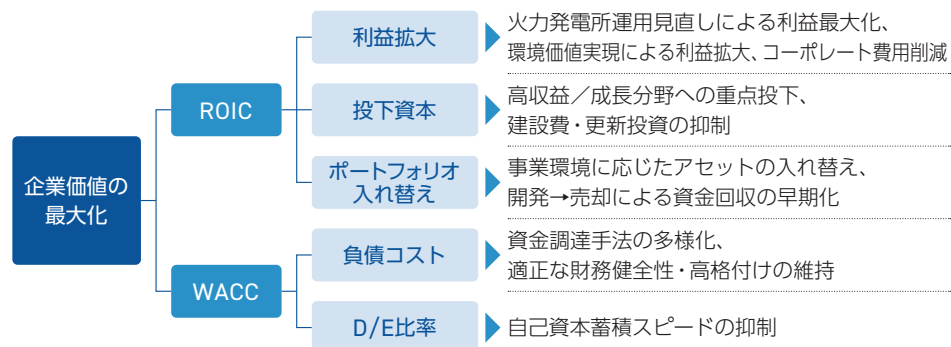 企業価値の
最大化
ROIC
利益拡大
火力発電所運用見直しによる利益最大化、
環境価値実現による利益拡大、コーポレート費用削減
投下資本
高収益／成長分野への重点投下、
建設費・更新投資の抑制
ポートフォリオ
入れ替え
事業環境に応じたアセットの入れ替え、
開発→売却による資金回収の早期化
WACC
負債コスト
資金調達手法の多様化、
適正な財務健全性・高格付けの維持
D/E比率
自己資本蓄積スピードの抑制